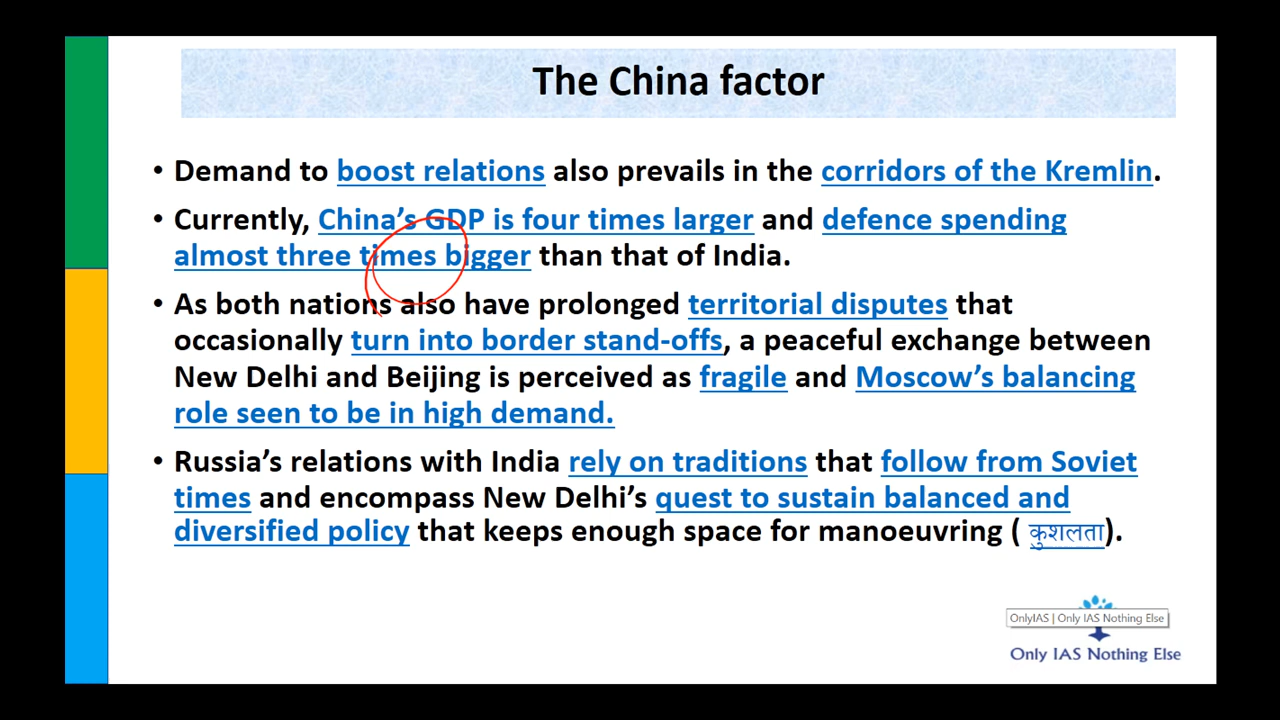 The China factor
• Demand to boost relations also prevails in the corridors of the Kremlin.
• Currently, China's GDP is four times larger and defence spending
almost three times bigger than that of India.
• As both nations also have prolonged territorial disputes that
occasionally turn into border stand-offs, a peaceful exchange between
New Delhi and Beijing is perceived as fragile and Moscow's balancing
role seen to be in high demand.
• Russia's relations with India rely on traditions that follow from Soviet
times and encompass New Delhi's quest to sustain balanced and
diversified policy that keeps enough space for manoeuvring ( कुशलता).
OnlyIAS | Only IAS Nothing Else
Only IAS Nothing Else